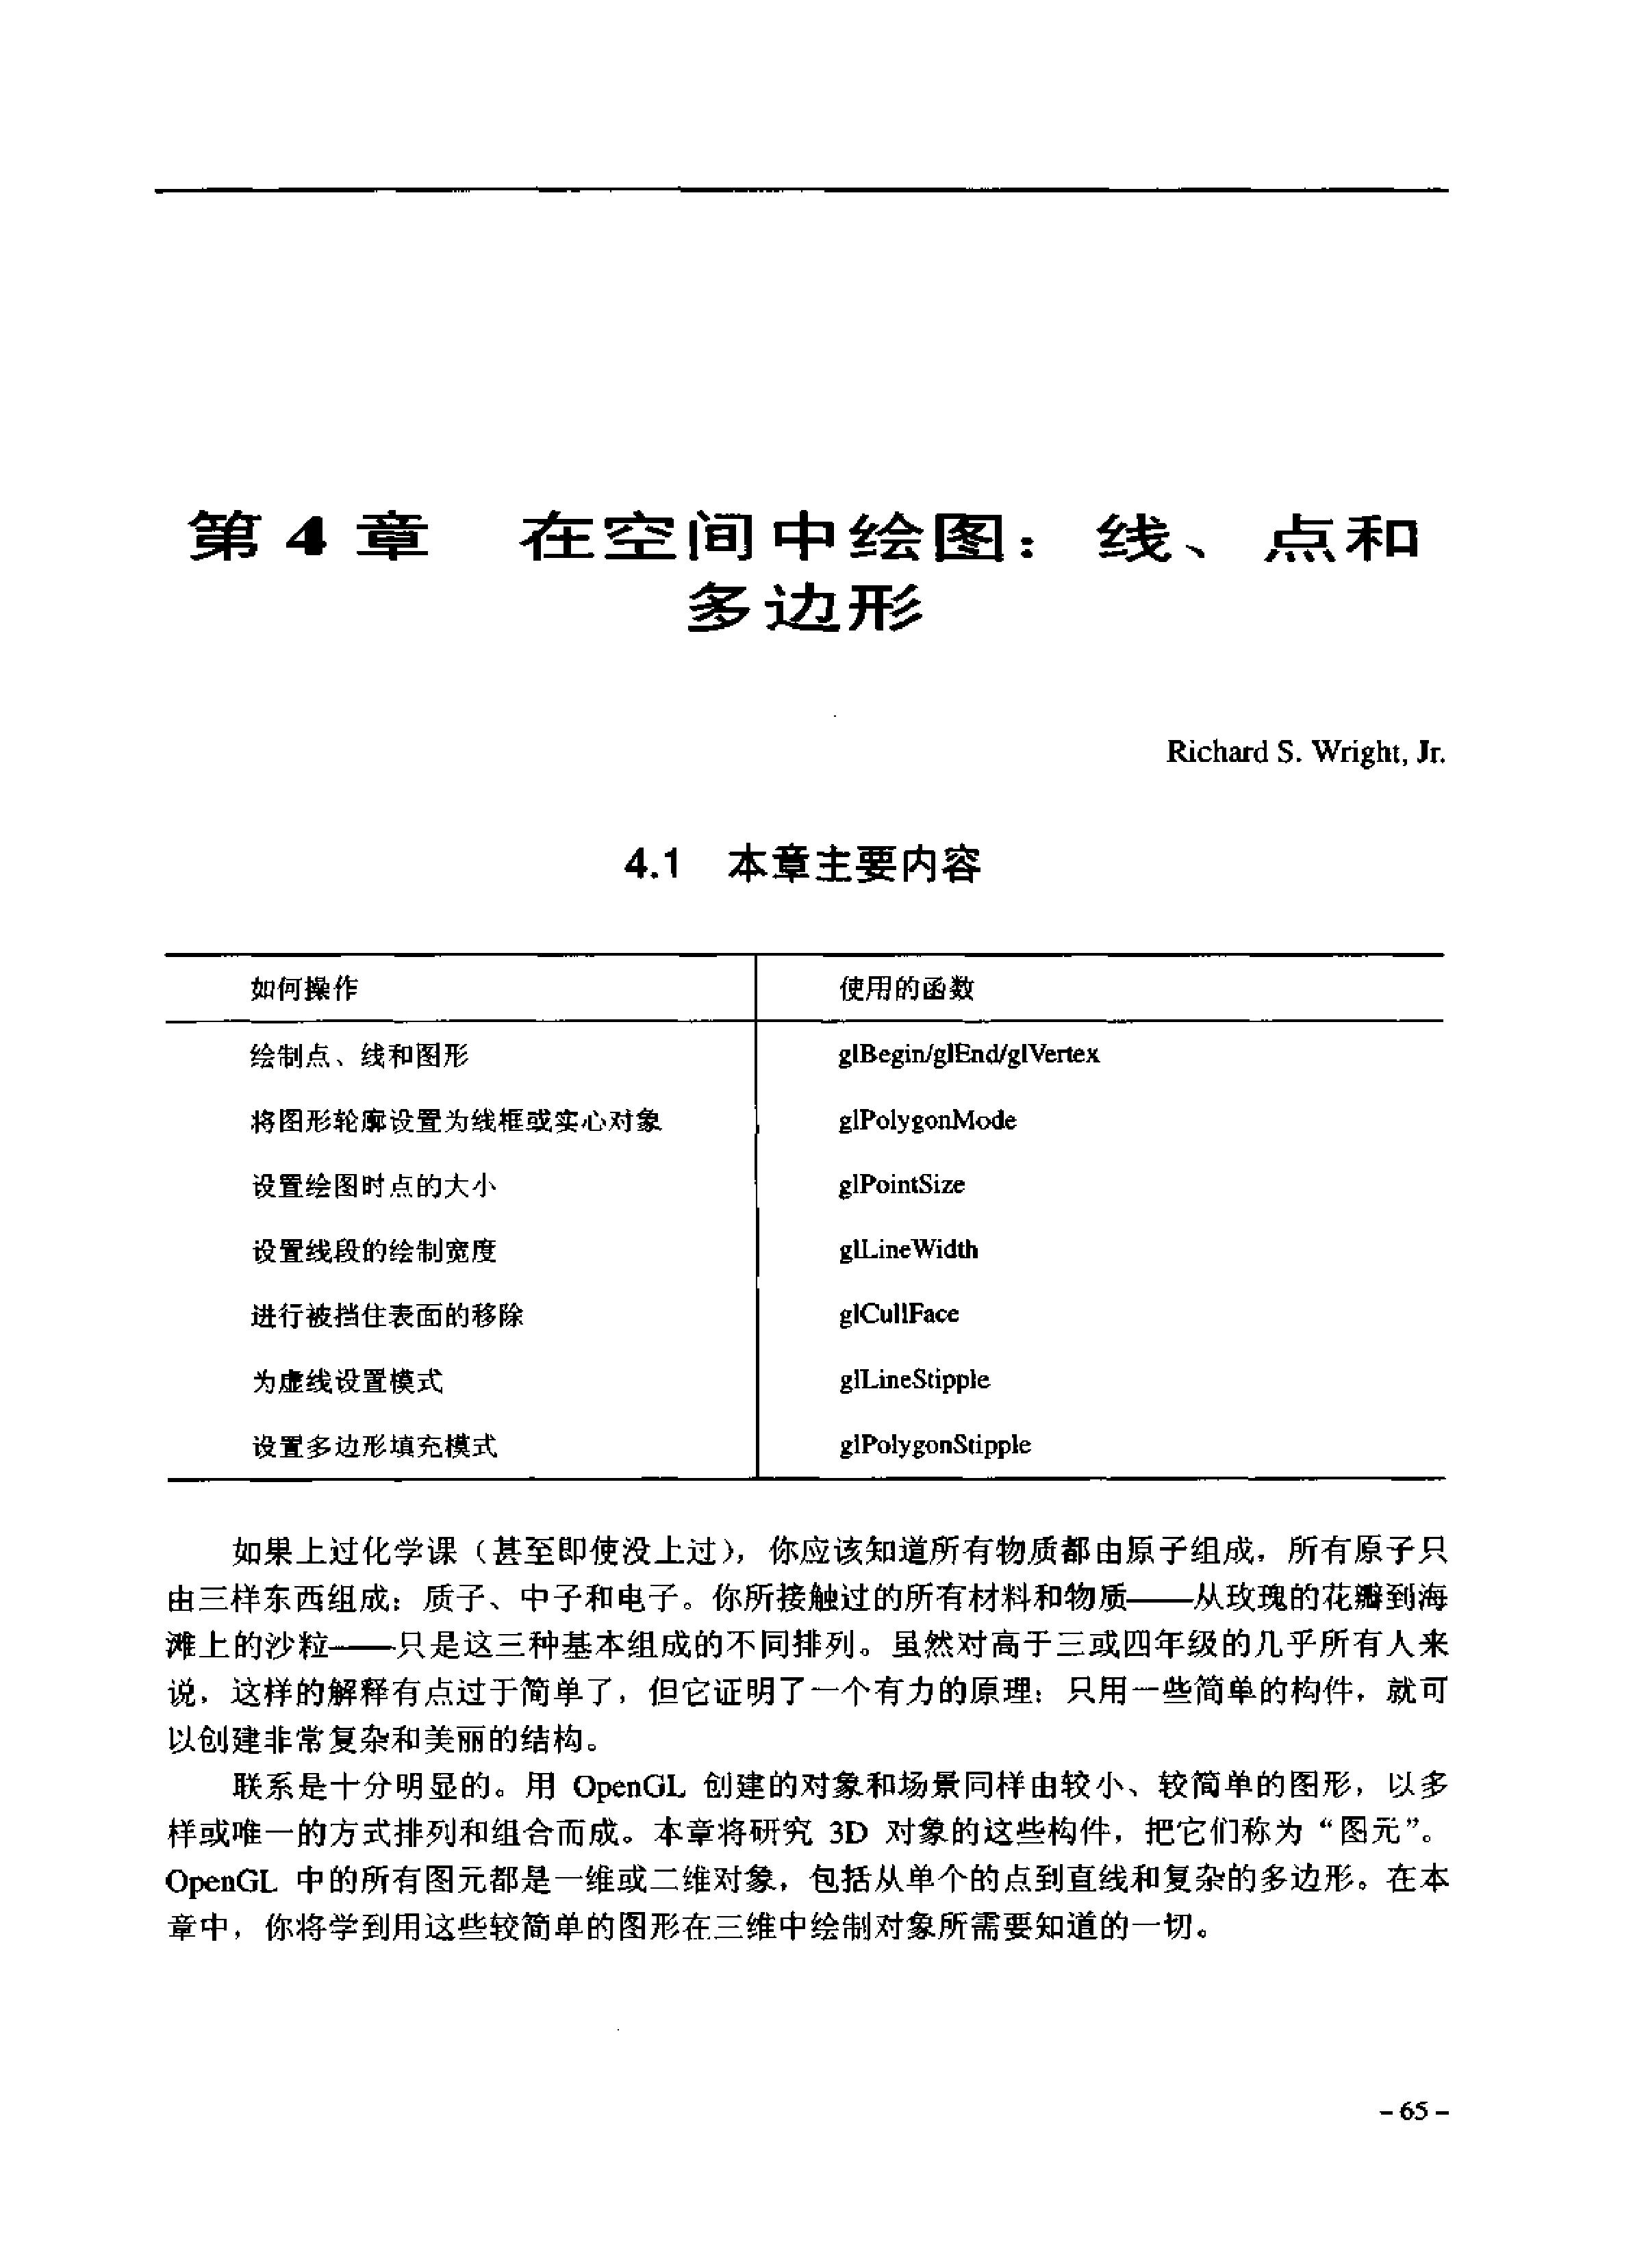 第 4 章 在空间中绘图：线、点和
多边形
Richard S. Wright, Jr.
4.1 本章主要内容
如何操作 使用的函数
绘制点、线和图形 glBegin/glEnd/glVertex
将图形轮廓设置为线框或实心对象 glPolygonMode
设置绘图时点的大小 glPointSize
设置线段的绘制宽度 glLineWidth
进行被挡住表面的移除 glCullFace
为虚线设置模式 glLineStipple
设置多边形填充模式 glPolygonStipple
如果上过化学课（甚至即使没上过），你应该知道所有物质都由原子组成，所有原子只
由三样东西组成：质子、中子和电子。你所接触过的所有材料和物质——从玫瑰的花瓣到海
滩上的沙粒——只是这三种基本组成的不同排列。虽然对高于三或四年级的几乎所有人来
说，这样的解释有点过于简单了，但它证明了一个有力的原理：只用一些简单的构件，就可
以创建非常复杂和美丽的结构。
联系是十分明显的。用 OpenGL 创建的对象和场景同样由较小、较简单的图形，以多
样或唯一的方式排列和组合而成。本章将研究 3D 对象的这些构件，把它们称为“图元”。
OpenGL 中的所有图元都是一维或二维对象，包括从单个的点到直线和复杂的多边形。在本
章中，你将学到用这些较简单的图形在三维中绘制对象所需要知道的一切。
- 65 -